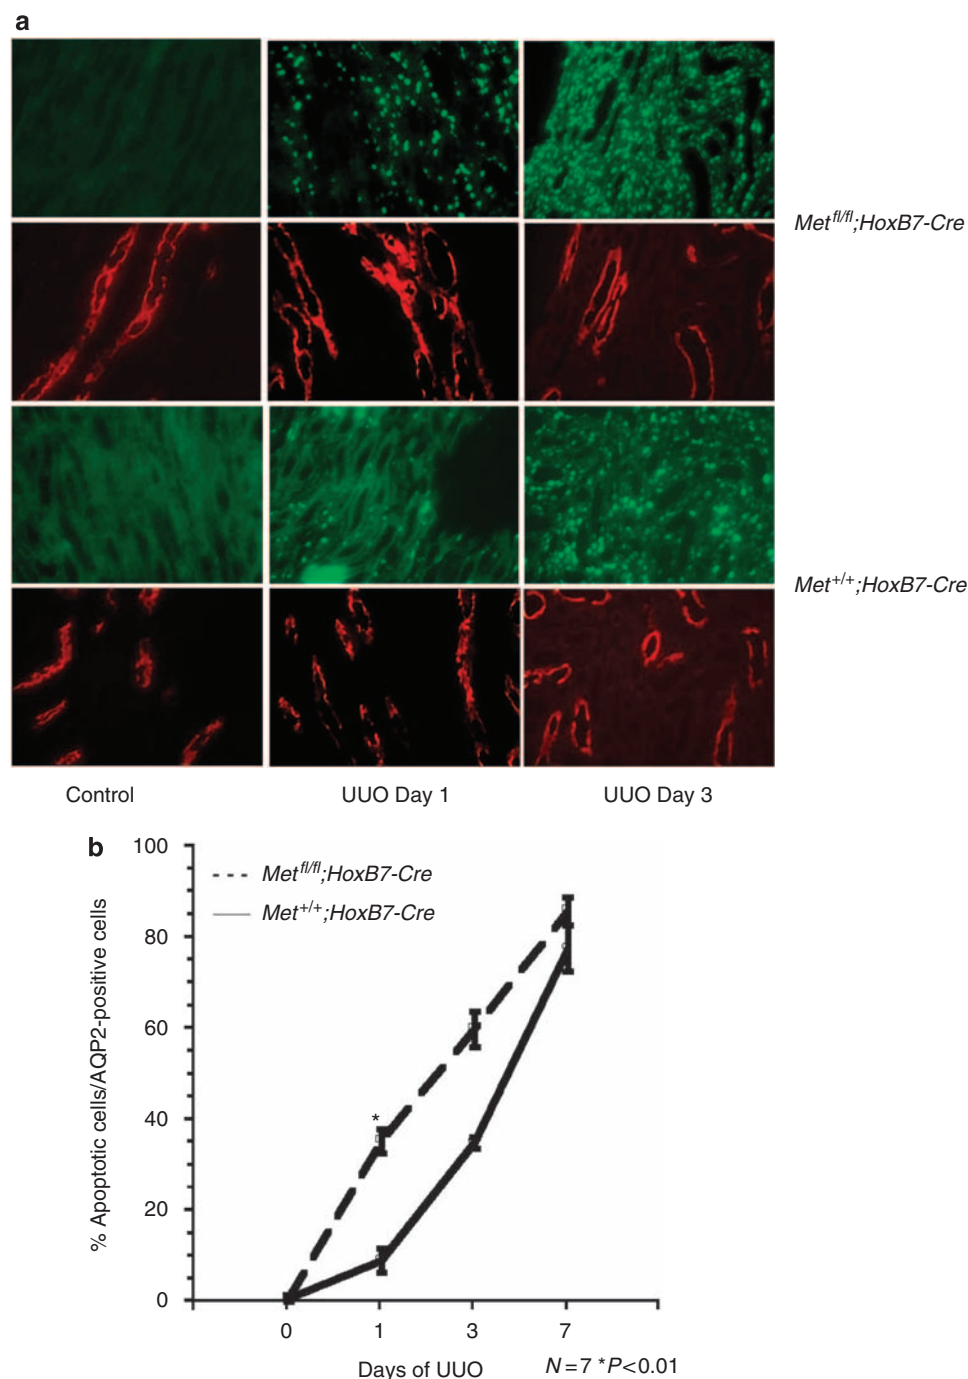 a
Met fl/fl;HoxB7-Cre
Met +/+;HoxB7-Cre
Control UUO Day 1 UUO Day 3
b
% Apoptotic cells/AQP2-positive cells
100
80
60
40
20
0
Met fl/fl;HoxB7-Cre
Met +/+;HoxB7-Cre
*
0 1 3 7
Days of UUO
N=7 *P<0.01